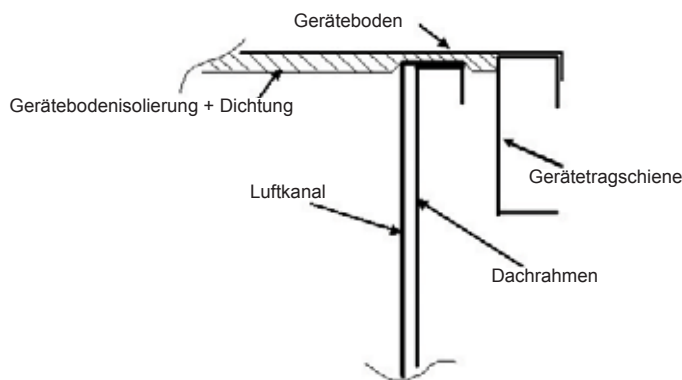 Geräteboden
Gerätebodenisolierung + Dichtung
Gerätetragschiene
Luftkanal
Dachrahmen